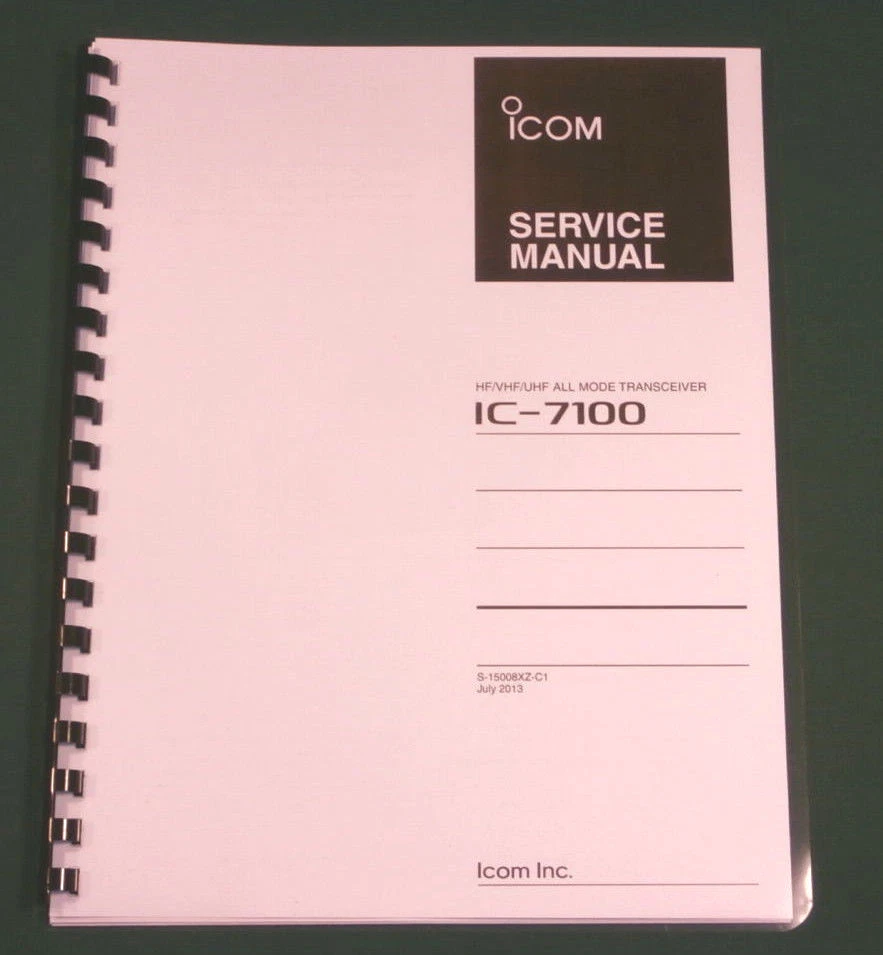 ICOM
SERVICE
MANUAL
HF/VHF/UHF ALL MODE TRANSCEIVER
IC-7100
S-15008XZ-C1
July 2013
Icom Inc.